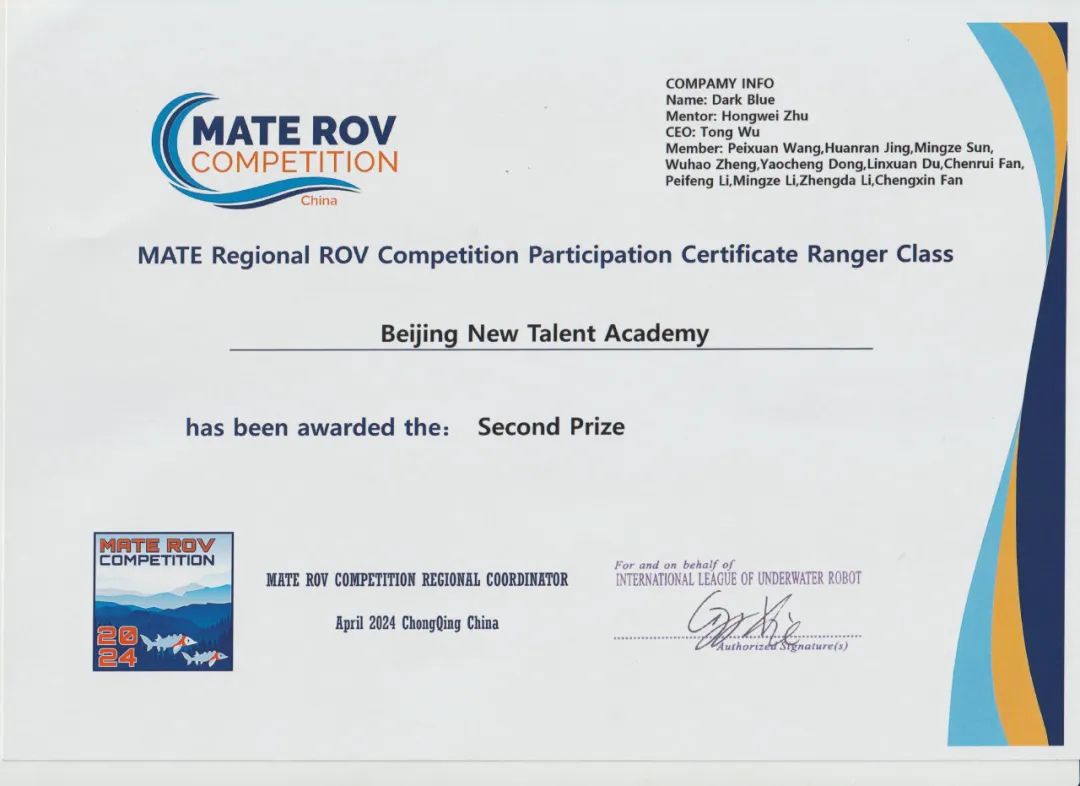 MATE ROV
COMPETITION
China
COMPAMY INFO
Name: Dark Blue
Mentor: Hongwei Zhu
CEO: Tong Wu
Member: Peixuan Wang,Huanran Jing,Mingze Sun,
Wuhao Zheng,Yaocheng Dong,Linxuan Du,Chenrui Fan,
Peifeng Li,Mingze Li,Zhengda Li,Chengxin Fan
MATE Regional ROV Competition Participation Certificate Ranger Class
Beijing New Talent Academy
has been awarded the: Second Prize
MATE ROV
COMPETITION
20
24
MATE ROV COMPETITION REGIONAL COORDINATOR
April 2024 ChongQing China
For and on behalf of
INTERNATIONAL LEAGUE OF UNDERWATER ROBOT
Authorized Signature(s)